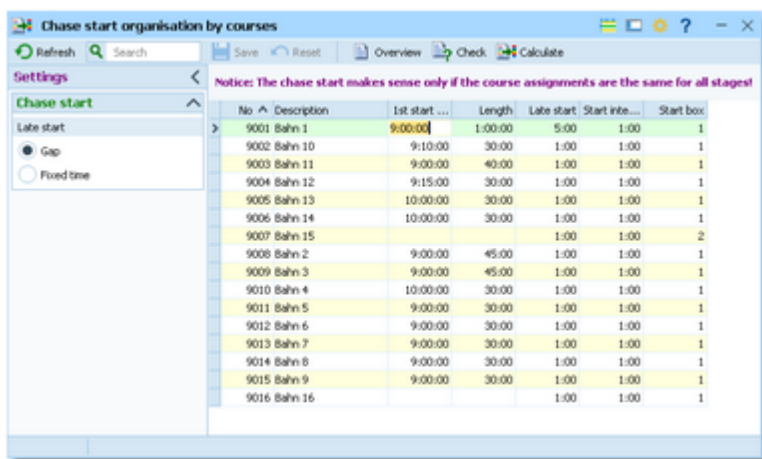 Chase start organisation by courses
Refresh Search Save Reset Overview Check Calculate
Settings
Notice: The chase start makes sense only if the course assignments are the same for all stages!
Chase start
Late start
Gap
Fixed time
No Description 1st start ... Length Late start Start inte.... Start box
9001 Bahn 1 9:00:00 1:00:00 5:00 1:00 1
9002 Bahn 10 9:10:00 30:00 1:00 1:00 1
9003 Bahn 11 9:00:00 40:00 1:00 1:00 1
9004 Bahn 12 9:15:00 30:00 1:00 1:00 1
9005 Bahn 13 10:00:00 30:00 1:00 1:00 1
9006 Bahn 14 10:00:00 30:00 1:00 1:00 1
9007 Bahn 15 1:00 1:00 2
9008 Bahn 2 9:00:00 45:00 1:00 1:00 1
9009 Bahn 3 9:00:00 45:00 1:00 1:00 1
9010 Bahn 4 10:00:00 30:00 1:00 1:00 1
9011 Bahn 5 9:00:00 30:00 1:00 1:00 1
9012 Bahn 6 9:00:00 30:00 1:00 1:00 1
9013 Bahn 7 9:00:00 30:00 1:00 1:00 1
9014 Bahn 8 9:00:00 30:00 1:00 1:00 1
9015 Bahn 9 9:00:00 30:00 1:00 1:00 1
9016 Bahn 16 1:00 1:00 1